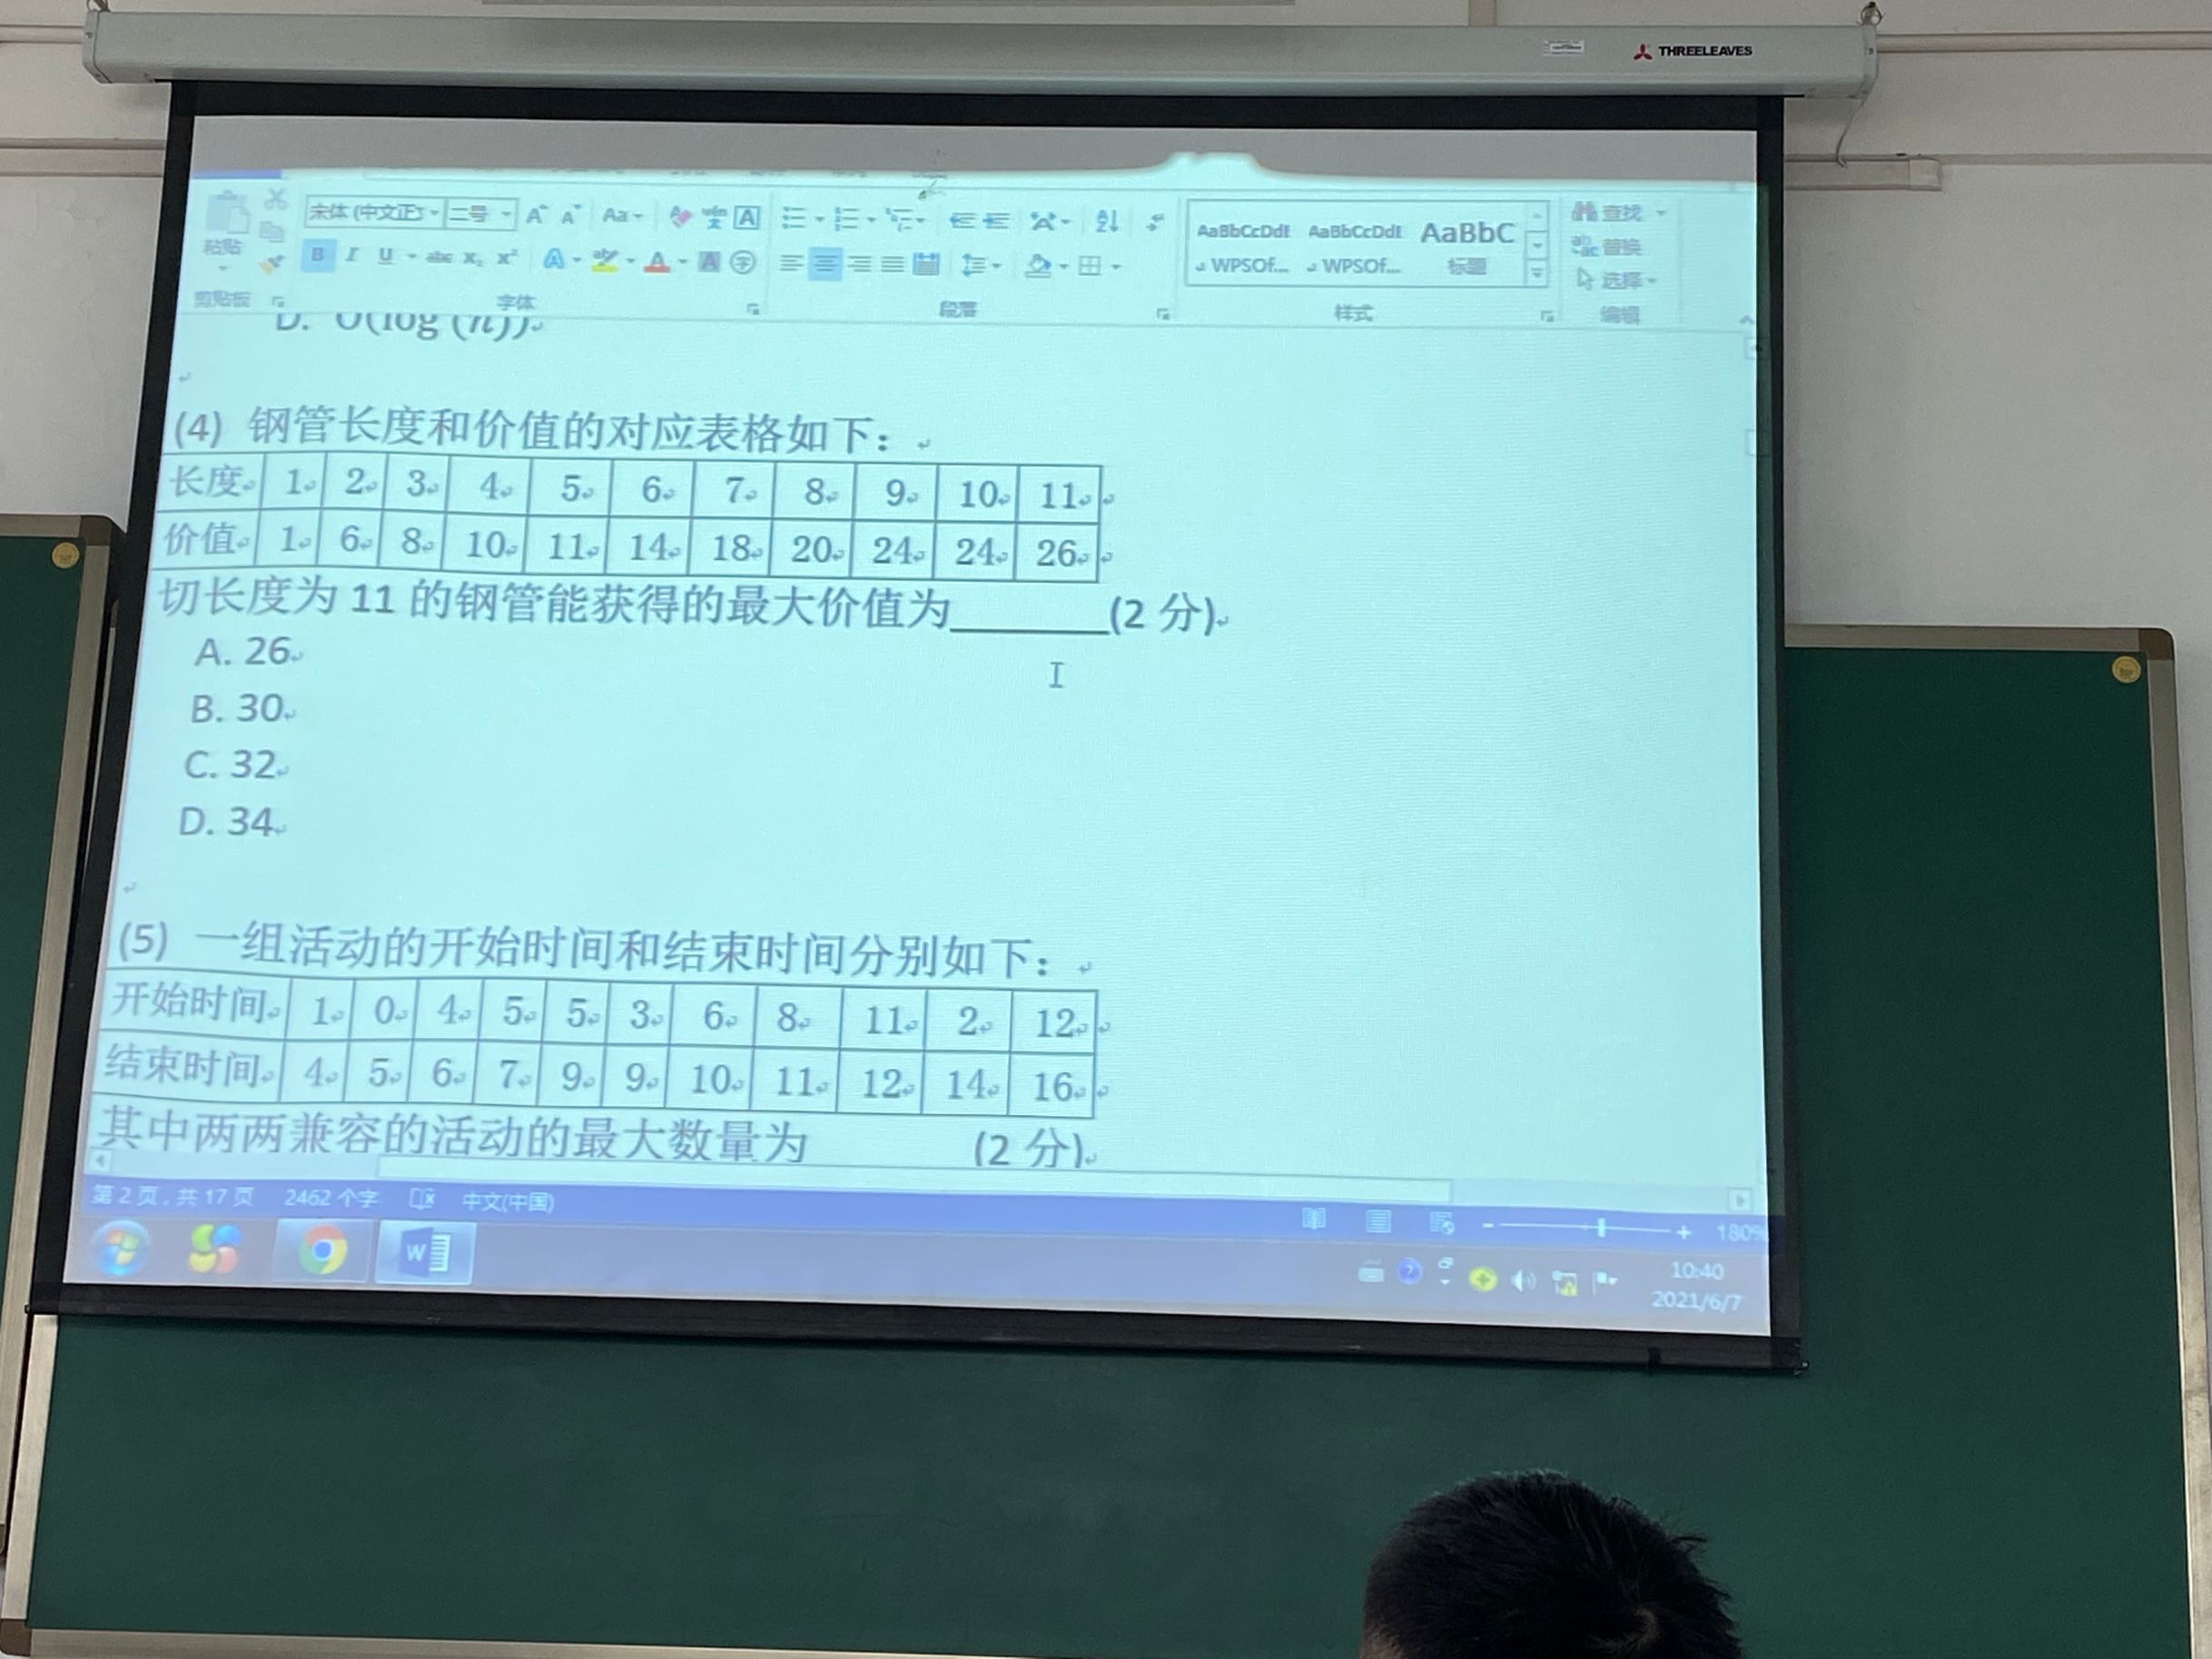 THREELEAVES
宋体 (中文正文 二号 Aa
AaBbCcDdE AaBbCcDdE AaBbC
查找
粘贴
B I U abc x₂ x²
WPSOf... WPSOf... 标题
替换
选择
剪贴板 字体 段落 样式 编辑
D. O(log (n))
(4) 钢管长度和价值的对应表格如下：
长度 1 2 3 4 5 6 7 8 9 10 11
价值 1 6 8 10 11 14 18 20 24 24 26
切长度为 11 的钢管能获得的最大价值为______(2 分)
A. 26
B. 30
C. 32
D. 34
(5) 一组活动的开始时间和结束时间分别如下：
开始时间 1 0 4 5 5 3 6 8 11 2 12
结束时间 4 5 6 7 9 9 10 11 12 14 16
其中两两兼容的活动的最大数量为 (2 分)
第 2 页，共 17 页 2462 个字 中文(中国)
180%
10:40
2021/6/7